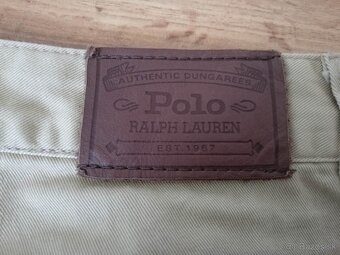 AUTHENTIC DUNGAREES
Polo
RALPH LAUREN
EST. 1967